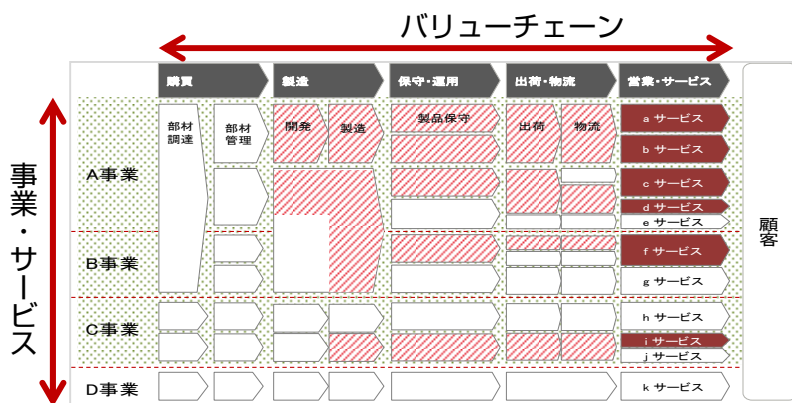 バリューチェーン
購買
製造
保守・運用
出荷・物流
営業・サービス
事業・サービス
A事業
B事業
C事業
D事業
部材
調達
部材
管理
開発
製造
製品保守
出荷
物流
a サービス
b サービス
c サービス
d サービス
e サービス
f サービス
g サービス
h サービス
i サービス
j サービス
k サービス
顧客